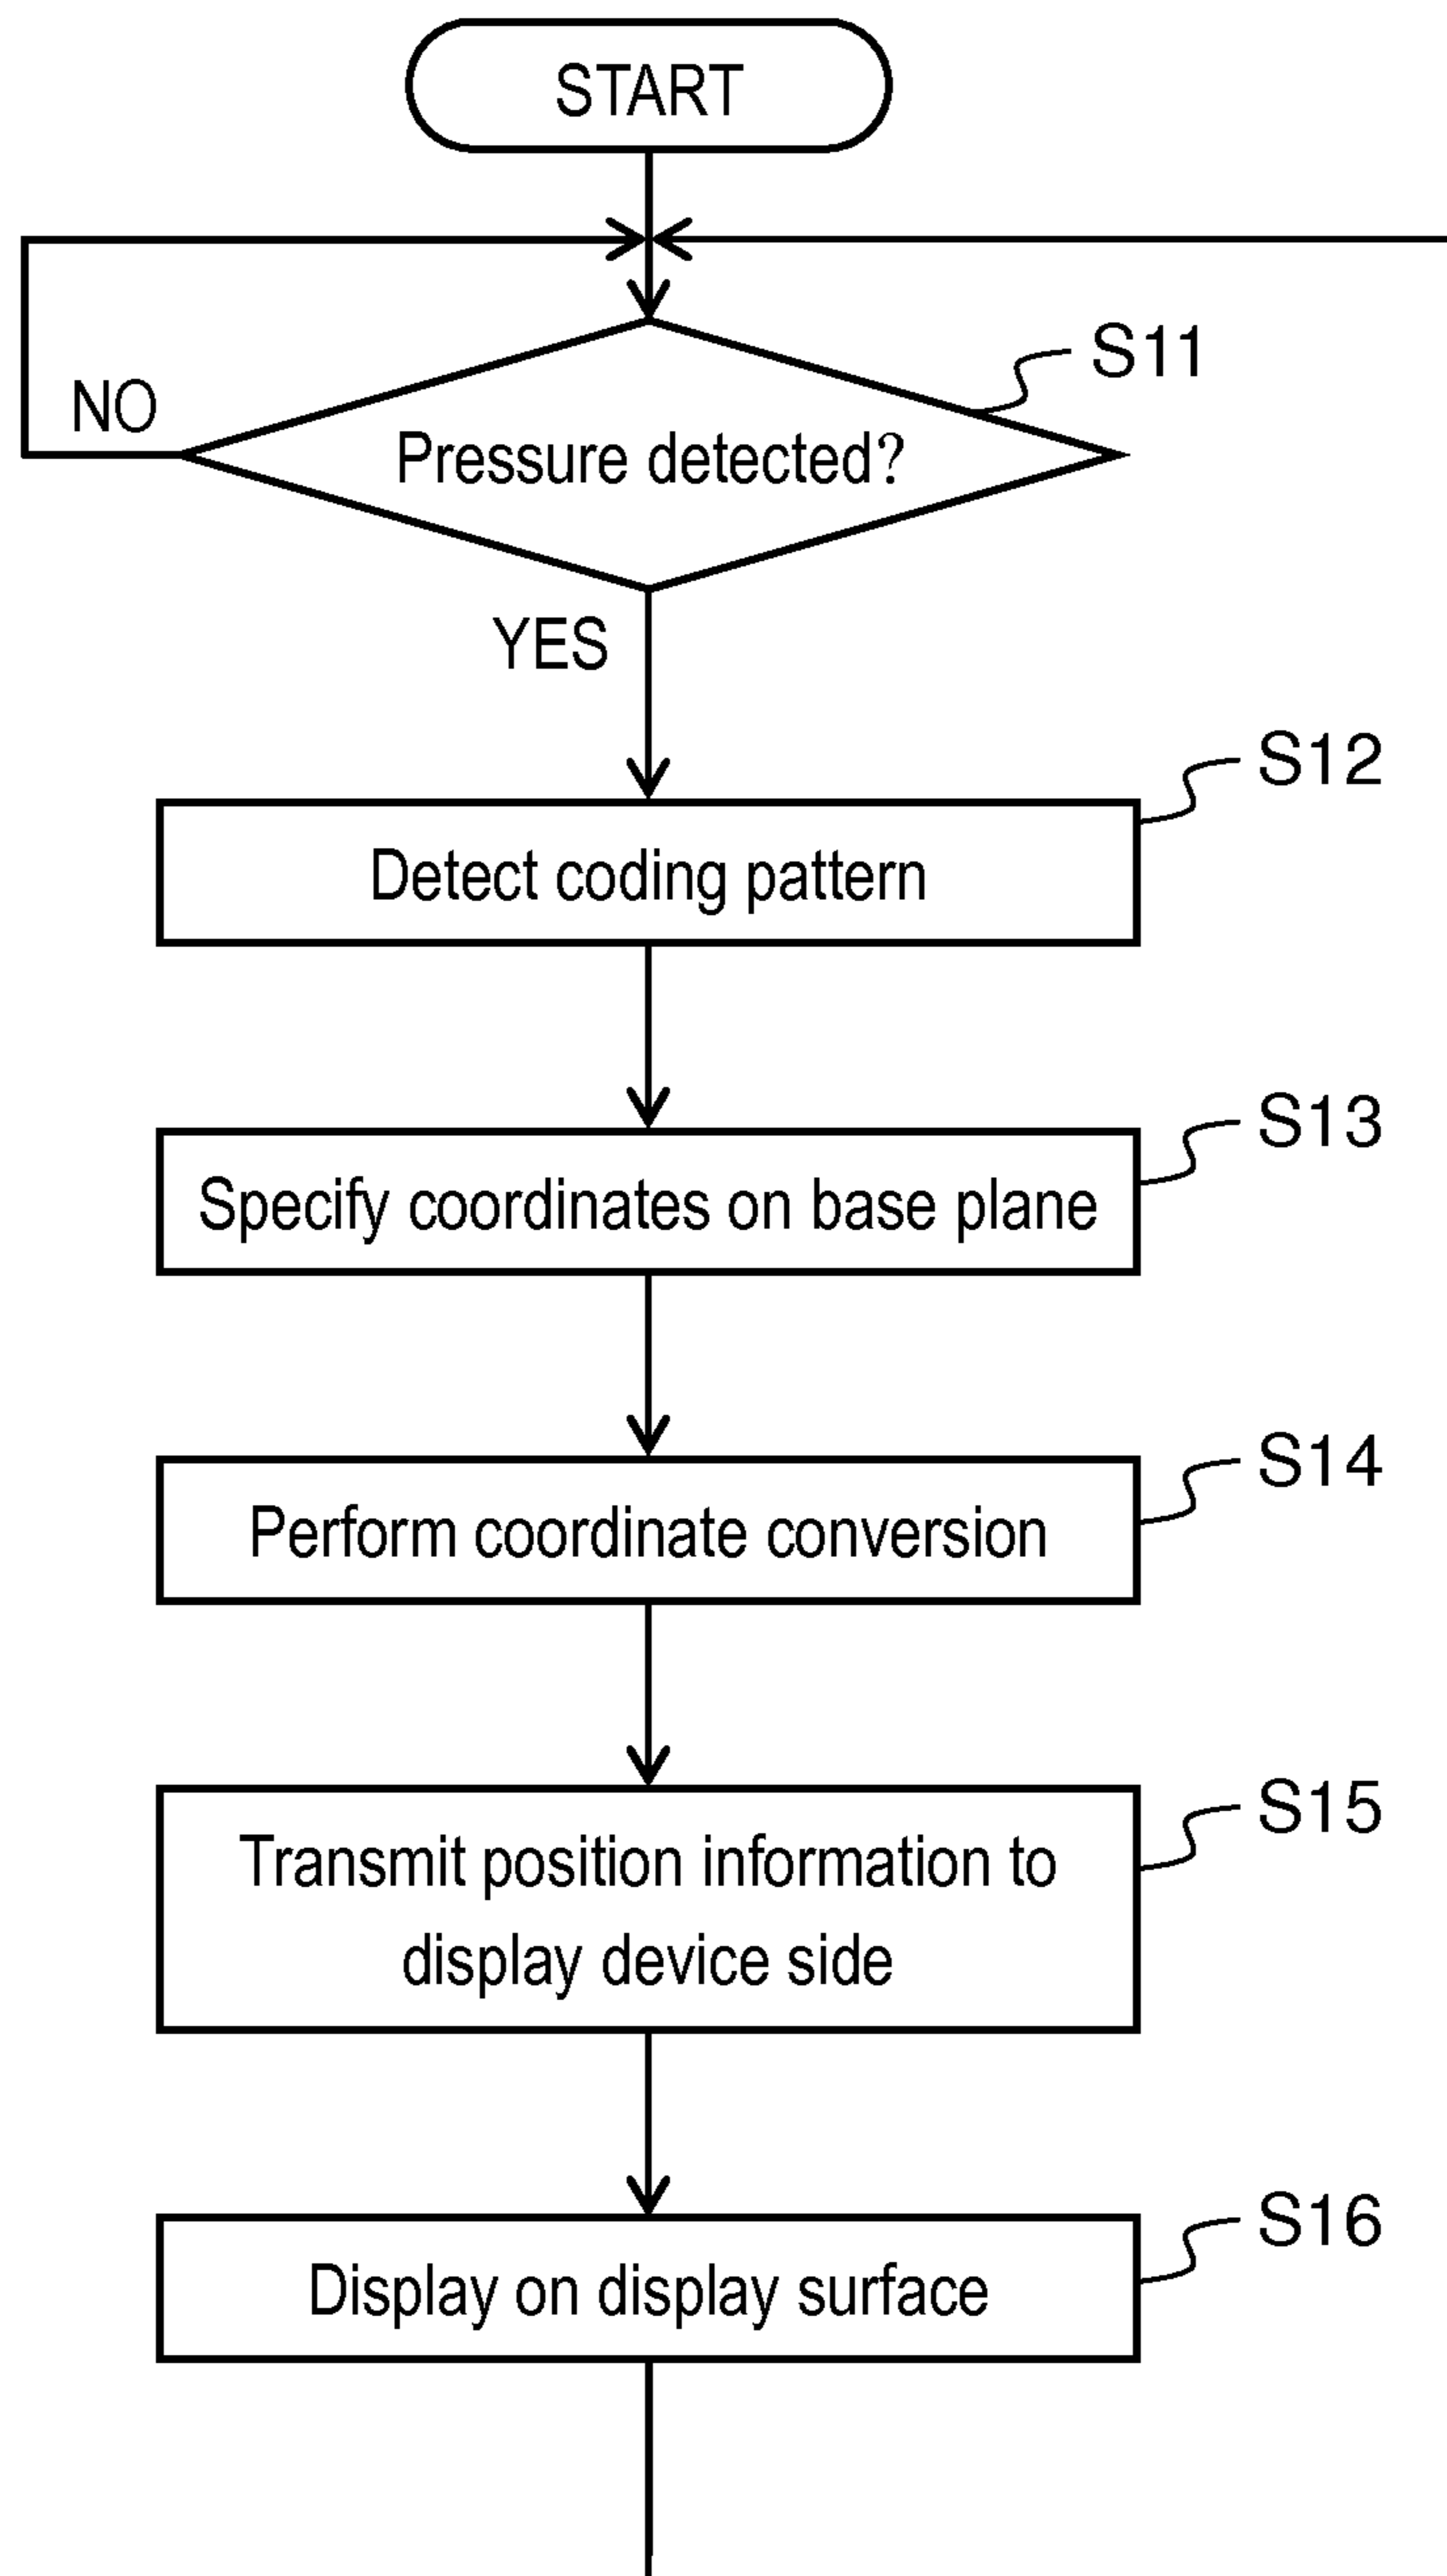 START
S11
NO
Pressure detected?
YES
S12
Detect coding pattern
S13
Specify coordinates on base plane
S14
Perform coordinate conversion
S15
Transmit position information to
display device side
S16
Display on display surface